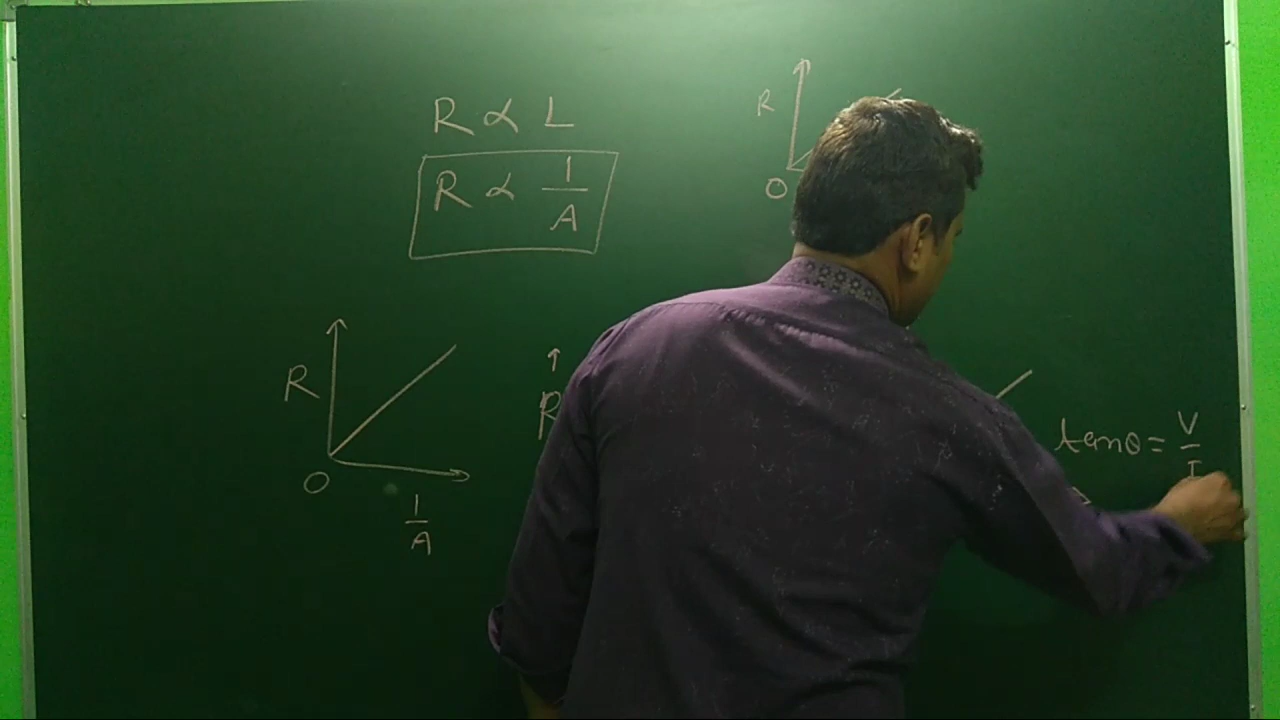 R ∝ L
R ∝ 1/A
R
O
R
O
1/A
R
tanθ = V/I